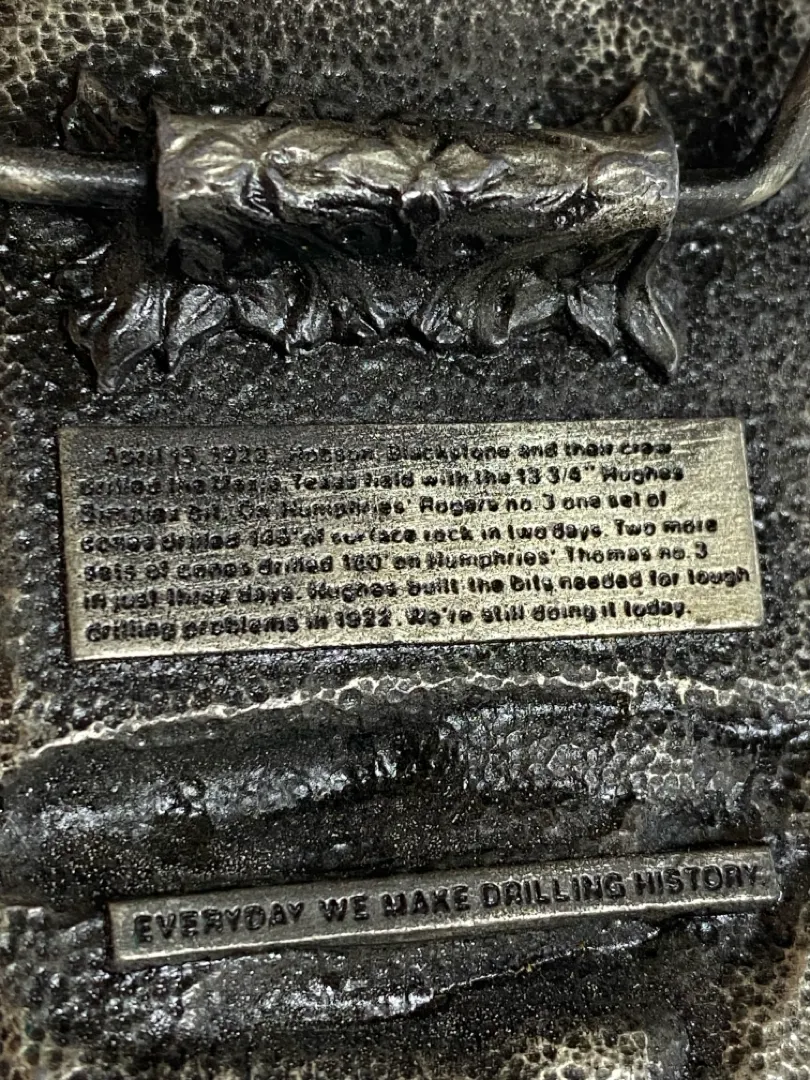 April 15, 1922. Hobson, Blackstone and their crew
drilled the Mexia, Texas field with the 13 3/4" Hughes
Simplex bit. On Humphries' Rogers no. 3 one set of
cones drilled 'of surface rock in two days. Two more
sets of cones drilled 180' on Humphries' Thomas no. 3
in just three days. Hughes built the bits needed for tough
drilling problems in 1922. We're still doing it today.
EVERYDAY WE MAKE DRILLING HISTORY.